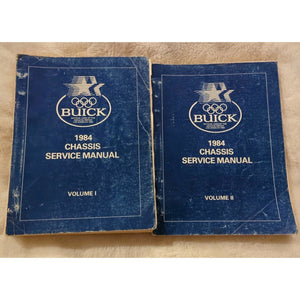 BUICK
1984
CHASSIS
SERVICE MANUAL
VOLUME I
BUICK
1984
CHASSIS
SERVICE MANUAL
VOLUME II